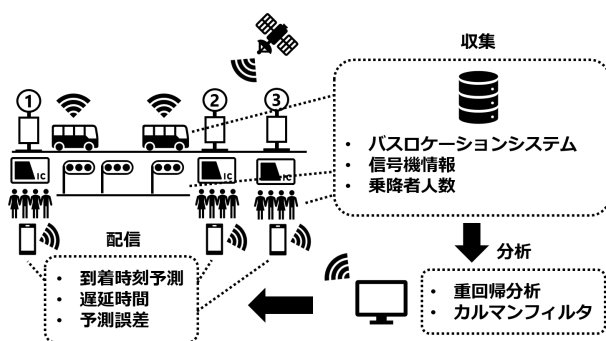 収集
1
2
3
バスロケーションシステム
信号機情報
乗降者人数
IC
IC
IC
配信
到着時刻予測
遅延時間
予測誤差
分析
重回帰分析
カルマンフィルタ